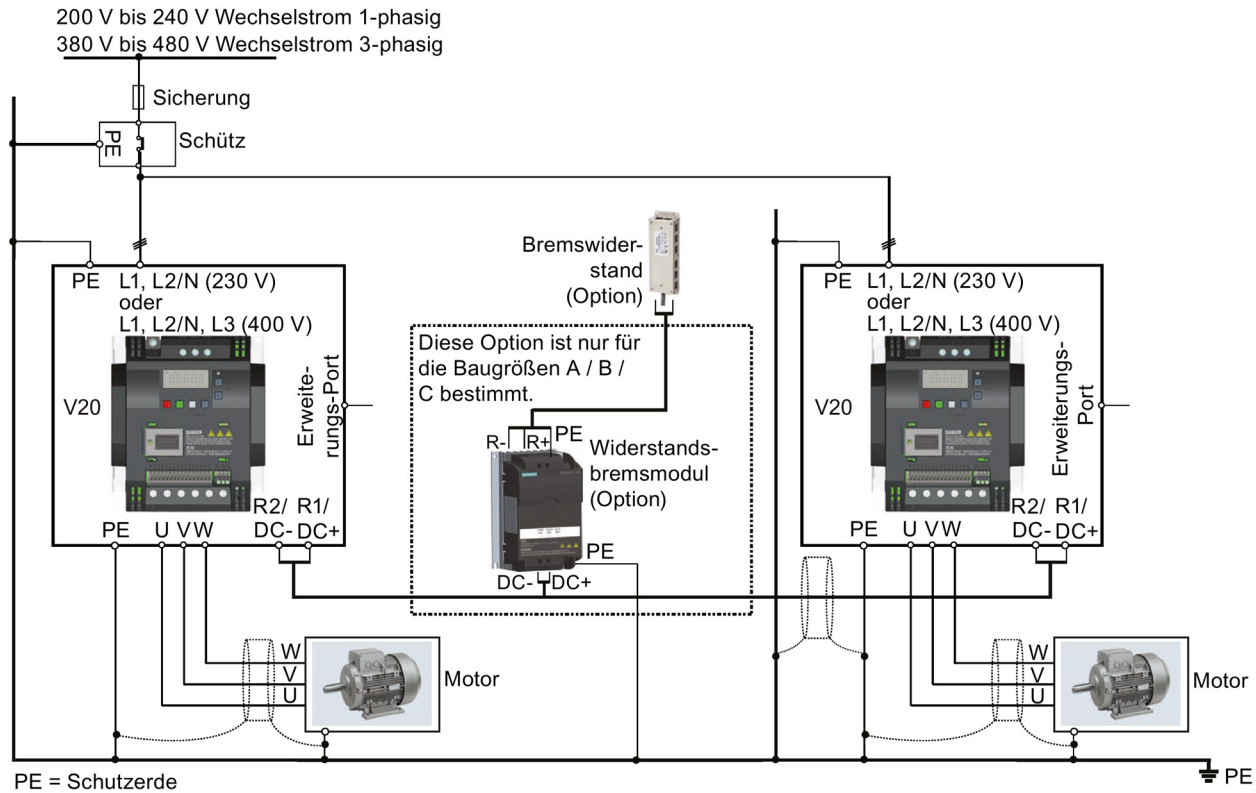 200 V bis 240 V Wechselstrom 1-phasig
380 V bis 480 V Wechselstrom 3-phasig
Sicherung
PE
Schütz
PE
L1, L2/N (230 V)
oder
L1, L2/N, L3 (400 V)
V20
Erweite-
rungs-Port
PE
U
V
W
R2/
DC-
R1/
DC+
Bremswider-
stand
(Option)
Diese Option ist nur für
die Baugrößen A / B /
C bestimmt.
R-
R+
PE
Widerstands-
bremsmodul
(Option)
PE
DC-
DC+
PE
L1, L2/N (230 V)
oder
L1, L2/N, L3 (400 V)
V20
Erweiterungs-
Port
PE
U
V
W
R2/
DC-
R1/
DC+
W
V
U
Motor
W
V
U
Motor
PE = Schutzerde
PE